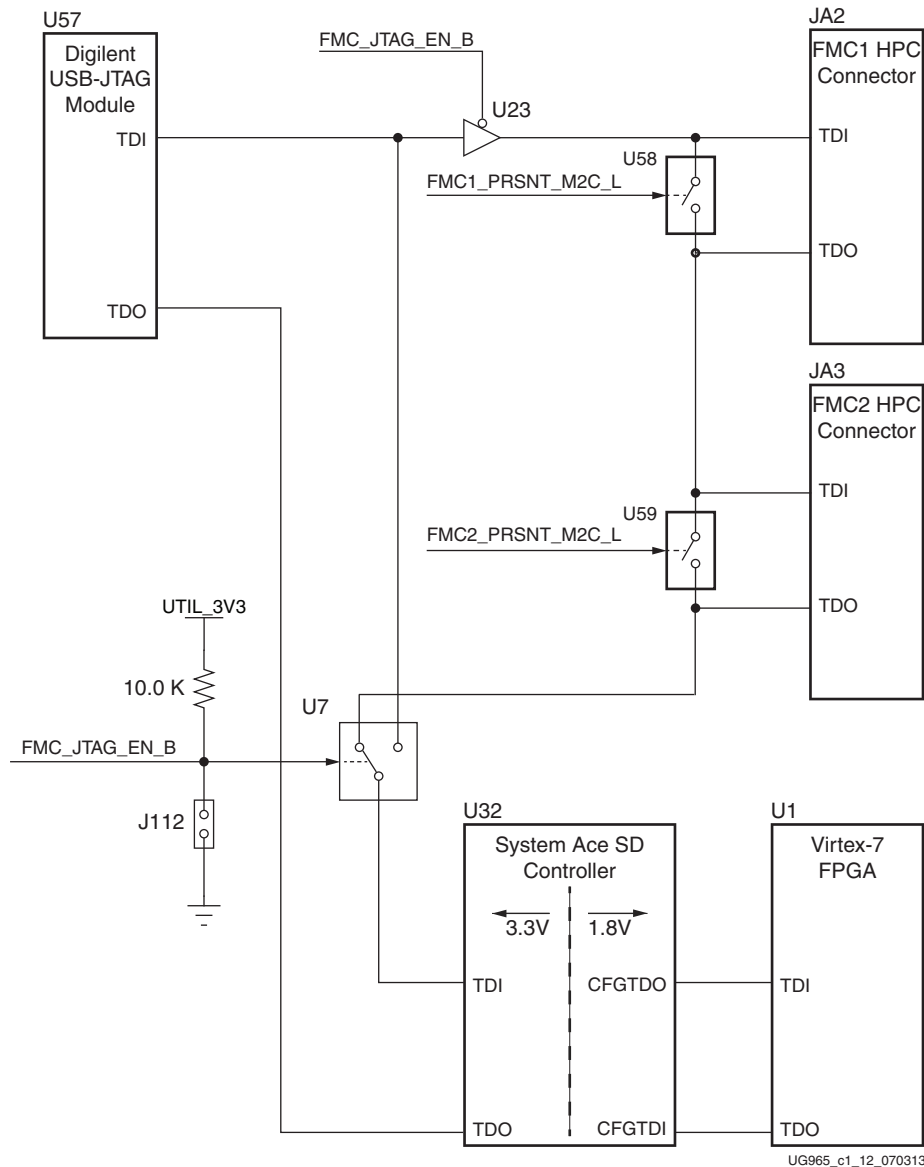 U57
Digilent
USB-JTAG
Module
TDI
TDO
FMC_JTAG_EN_B
U23
JA2
FMC1 HPC
Connector
TDI
TDO
U58
FMC1_PRSNT_M2C_L
JA3
FMC2 HPC
Connector
TDI
TDO
U59
FMC2_PRSNT_M2C_L
UTIL_3V3
10.0 K
U7
FMC_JTAG_EN_B
J112
U32
System Ace SD
Controller
3.3V
1.8V
TDI
CFGTDO
TDO
CFGTDI
U1
Virtex-7
FPGA
TDI
TDO
UG965_c1_12_070313